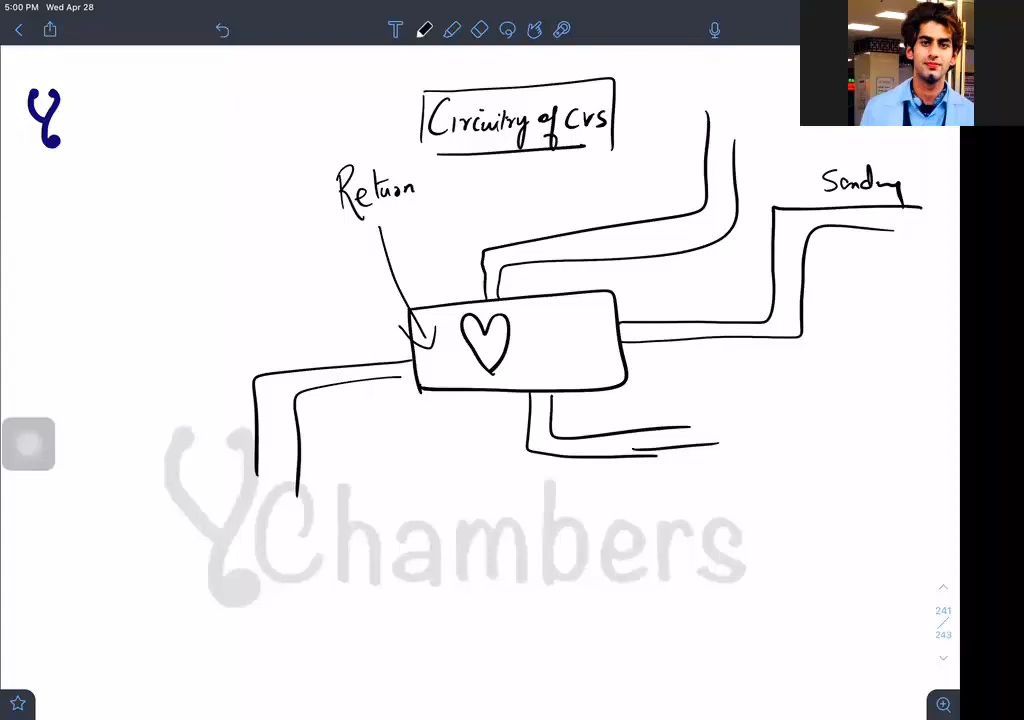 5:00 PM Wed Apr 28
Circuitry of CVS
Return
Sending
241
/
243
Chambers